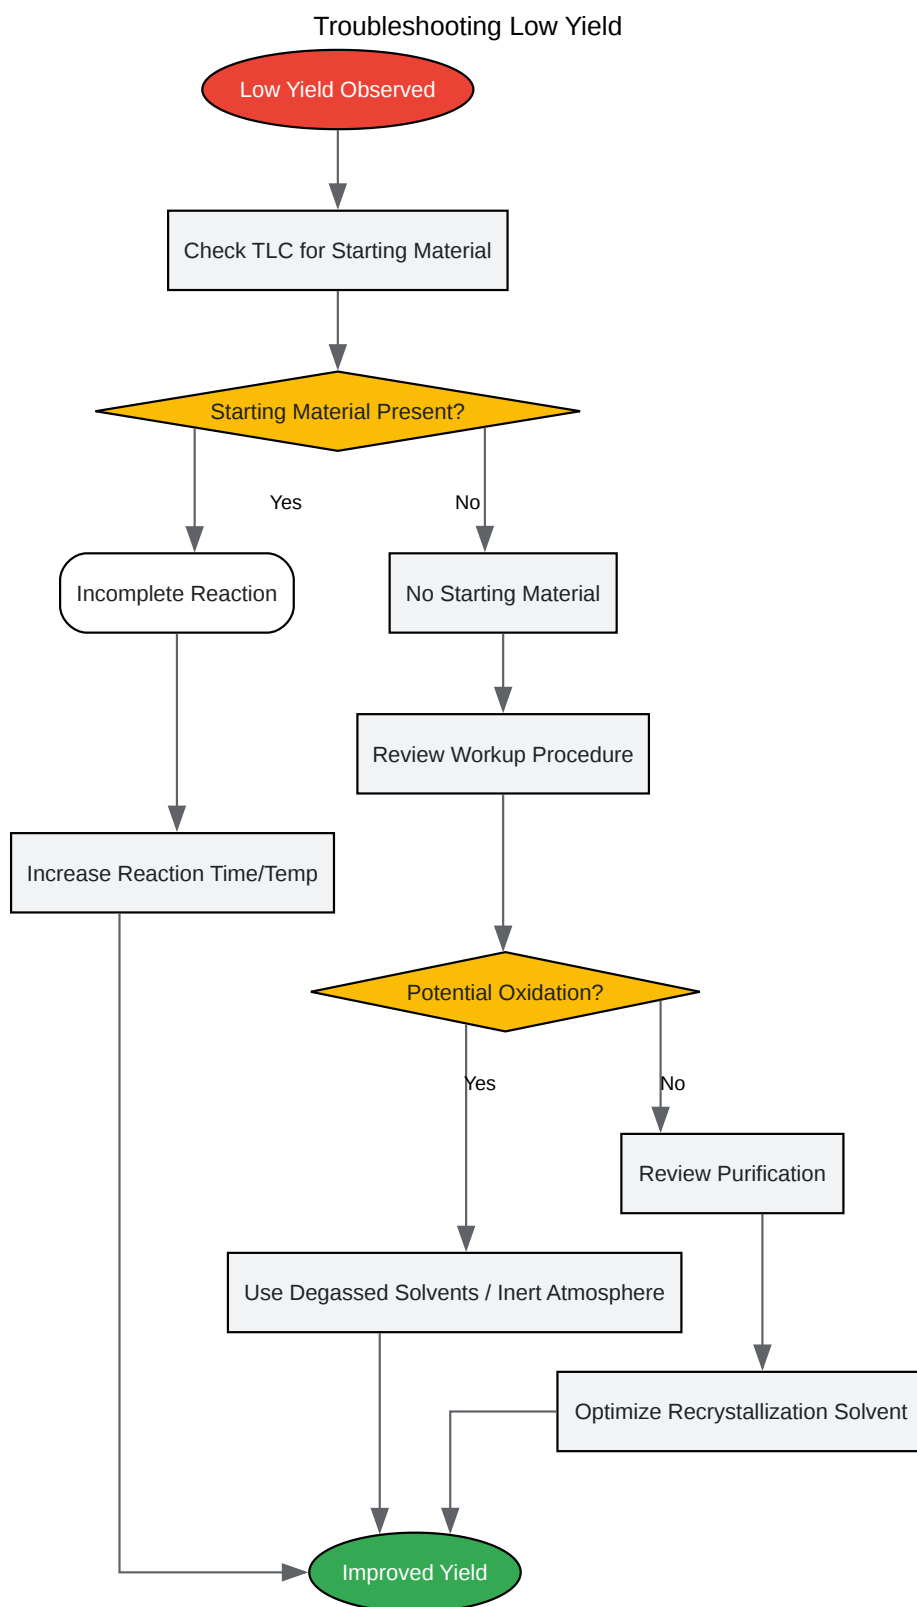 Troubleshooting Low Yield
Low Yield Observed
Check TLC for Starting Material
Starting Material Present?
Yes
No
Incomplete Reaction
No Starting Material
Review Workup Procedure
Increase Reaction Time/Temp
Potential Oxidation?
Yes
No
Review Purification
Use Degassed Solvents / Inert Atmosphere
Optimize Recrystallization Solvent
Improved Yield